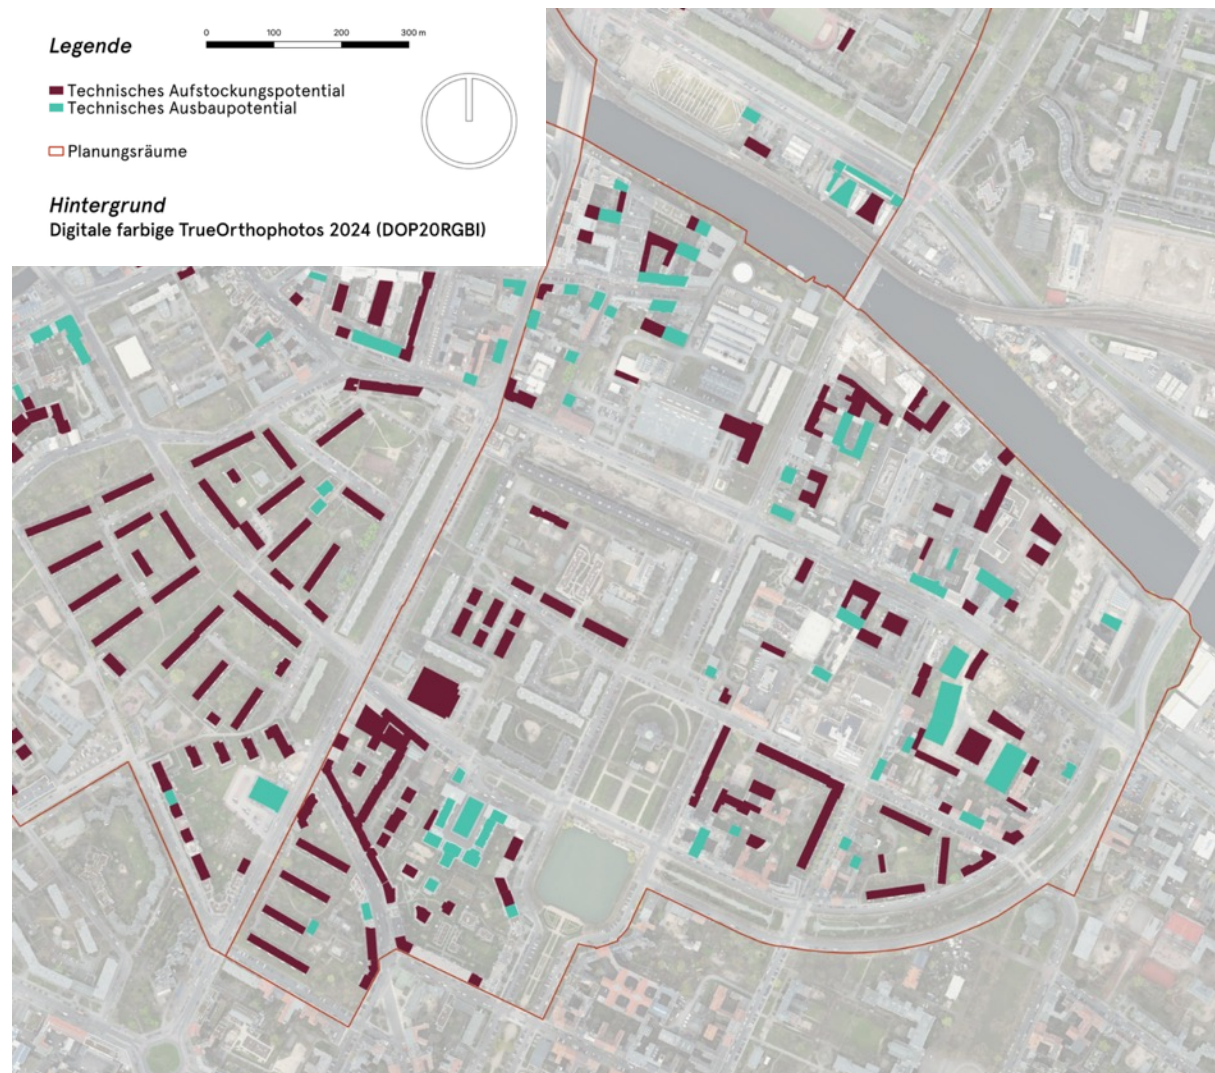 Legende
0 100 200 300 m
Technisches Aufstockungspotential
Technisches Ausbaupotential
Planungsräume
Hintergrund
Digitale farbige TrueOrthophotos 2024 (DOP20RGBI)